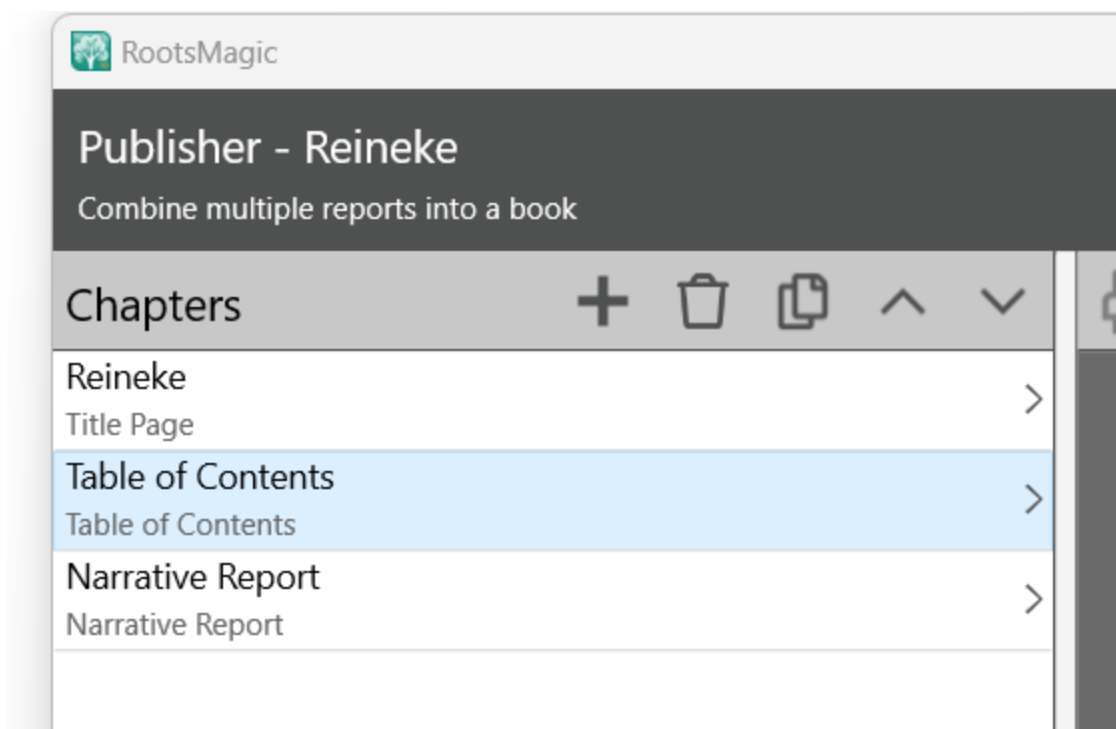 RootsMagic
Publisher - Reineke
Combine multiple reports into a book
Chapters
Reineke
Title Page
Table of Contents
Table of Contents
Narrative Report
Narrative Report